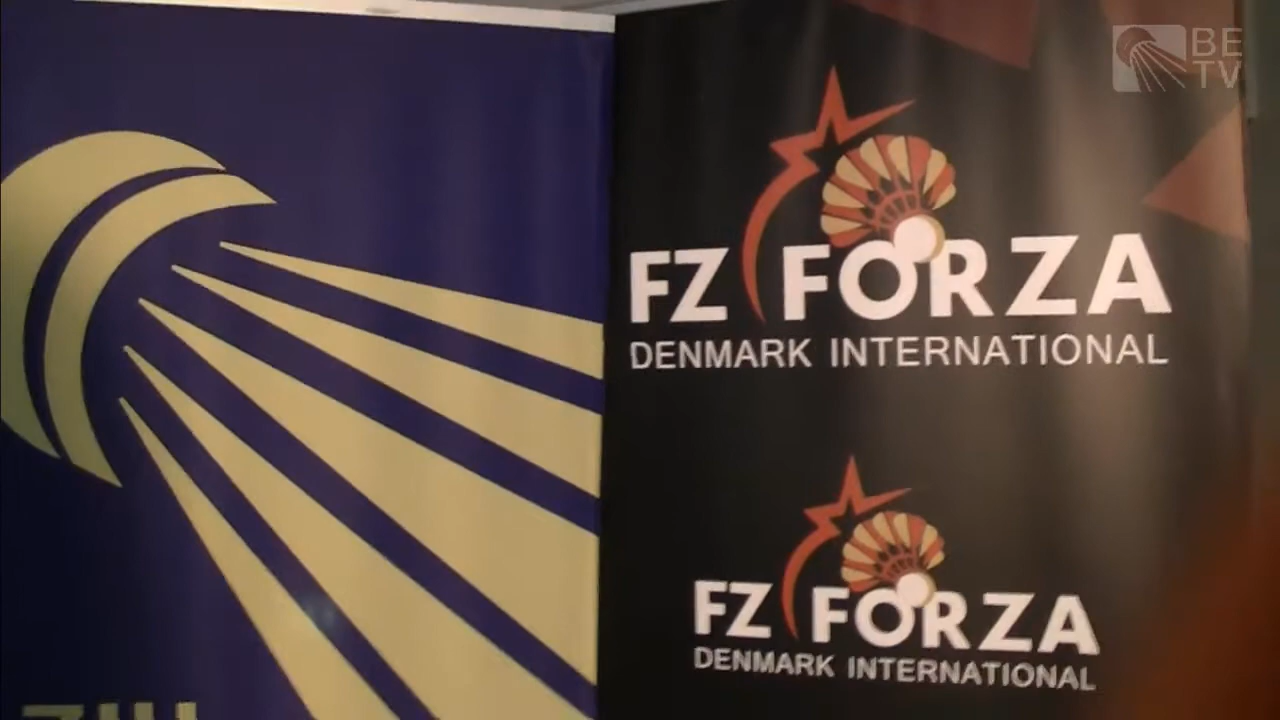 BE
TV
FZ FORZA
DENMARK INTERNATIONAL
FZ FORZA
DENMARK INTERNATIONAL